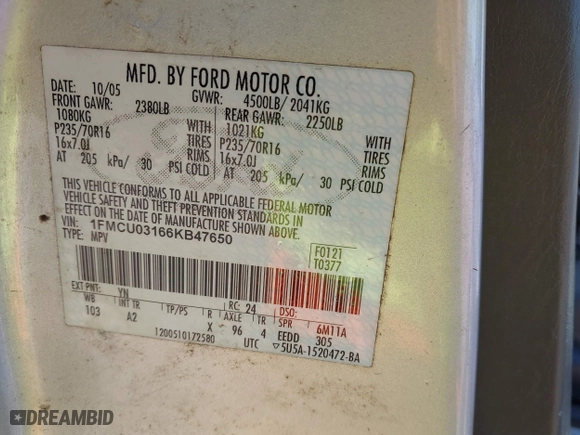 MFD. BY FORD MOTOR CO.
DATE: 10/05 GVWR: 4500LB/ 2041KG
FRONT GAWR: 2380LB REAR GAWR: 2250LB
1080KG WITH 1021KG WITH
P235/70R16 TIRES P235/70R16 TIRES
16x7.0J RIMS 16x7.0J RIMS
AT 205 kPa/ 30 PSI COLD AT 205 kPa/ 30 PSI COLD
THIS VEHICLE CONFORMS TO ALL APPLICABLE FEDERAL MOTOR
VEHICLE SAFETY AND THEFT PREVENTION STANDARDS IN
EFFECT ON THE DATE OF MANUFACTURE SHOWN ABOVE.
VIN: 1FMCU03166KB47650
TYPE: MPV
F0121
T0377
EXT PNT: YN RC: 24 DSO:
WB INT TR TP/PS R AXLE TR SPR 6M11A
103 A2 X 96 4 EEDD 305
1200510172580 UTC ▽5U5A-1520472-BA
DREAMBID